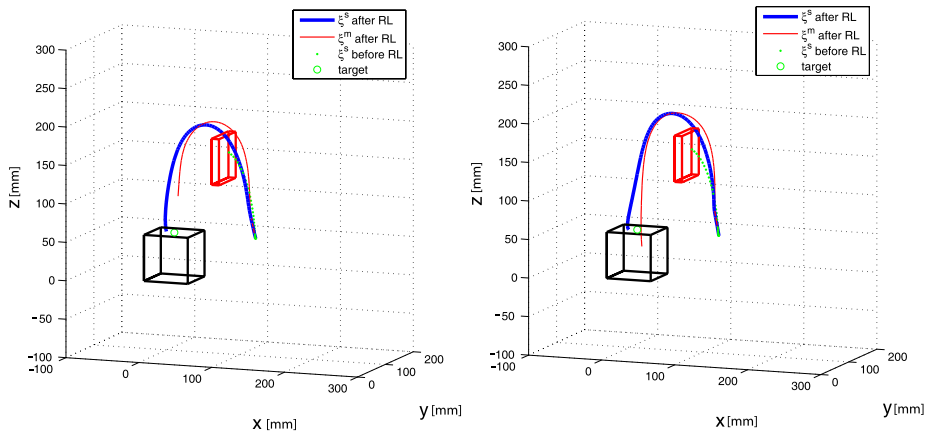 ξˢ after RL
ξᵐ after RL
ξˢ before RL
target
300
250
200
150
100
50
0
−50
−100
−100
0
100
200
300
0
100
200
z [mm]
x [mm]
y [mm]
ξˢ after RL
ξᵐ after RL
ξˢ before RL
target
300
250
200
150
100
50
0
−50
−100
−100
0
100
200
300
0
100
200
z [mm]
x [mm]
y [mm]